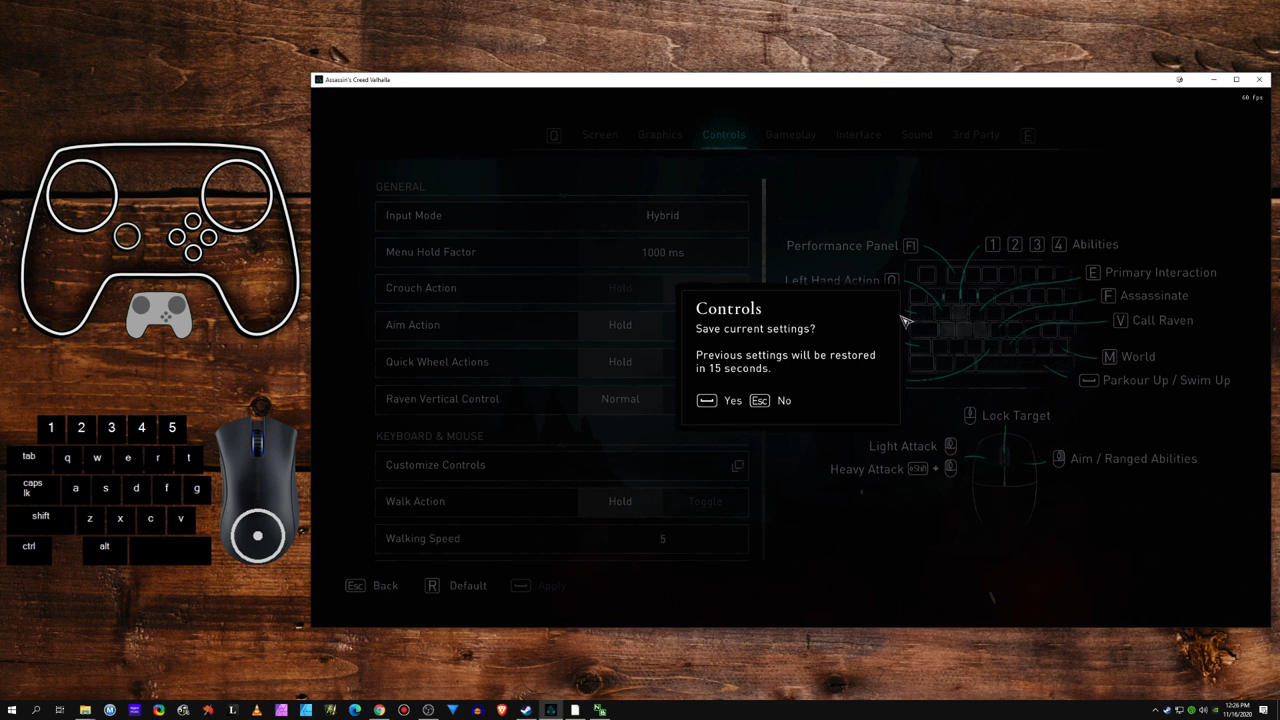 Assassin's Creed Valhalla
60 fps
Q Screen Graphics Controls Gameplay Interface Sound 3rd Party E
GENERAL
Input Mode Hybrid
Menu Hold Factor 1000 ms
Crouch Action Hold
Aim Action Hold
Quick Wheel Actions Hold
Raven Vertical Control Normal
KEYBOARD & MOUSE
Customize Controls
Walk Action Hold Toggle
Walking Speed 5
Esc Back R Default Apply
Controls
Save current settings?
Previous settings will be restored
in 15 seconds.
Yes Esc No
Performance Panel F1
1 2 3 4 Abilities
Left Hand Action Q
E Primary Interaction
F Assassinate
V Call Raven
M World
Parkour Up / Swim Up
Lock Target
Light Attack
Heavy Attack Shift +
Aim / Ranged Abilities
1 2 3 4 5
tab q w e r t
caps
lk a s d f g
shift z x c v
ctrl alt
12:26 PM
11/16/2020